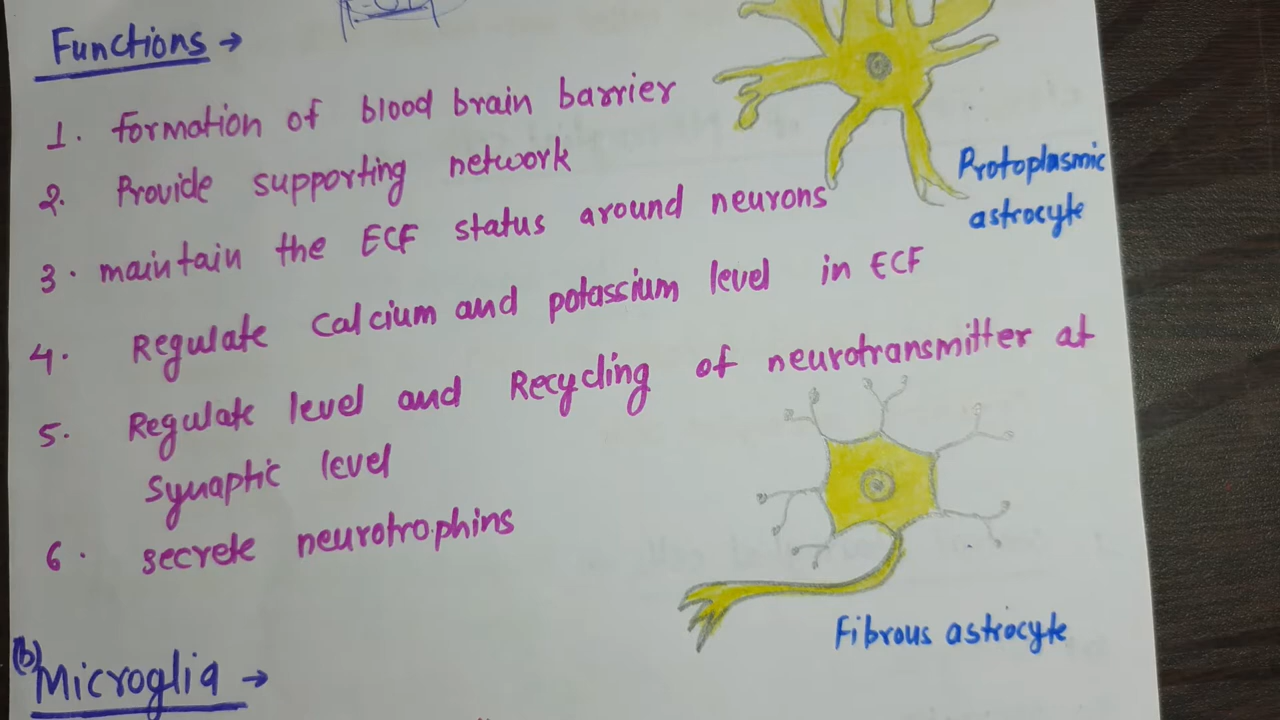 Functions →
1. formation of blood brain barrier
2. Provide supporting network
3. maintain the ECF status around neurons
4. Regulate Calcium and potassium level in ECF
5. Regulate level and Recycling of neurotransmitter at
Synaptic level
6. secrete neurotrophins
Protoplasmic
astrocyte
Fibrous astrocyte
(b) Microglia →